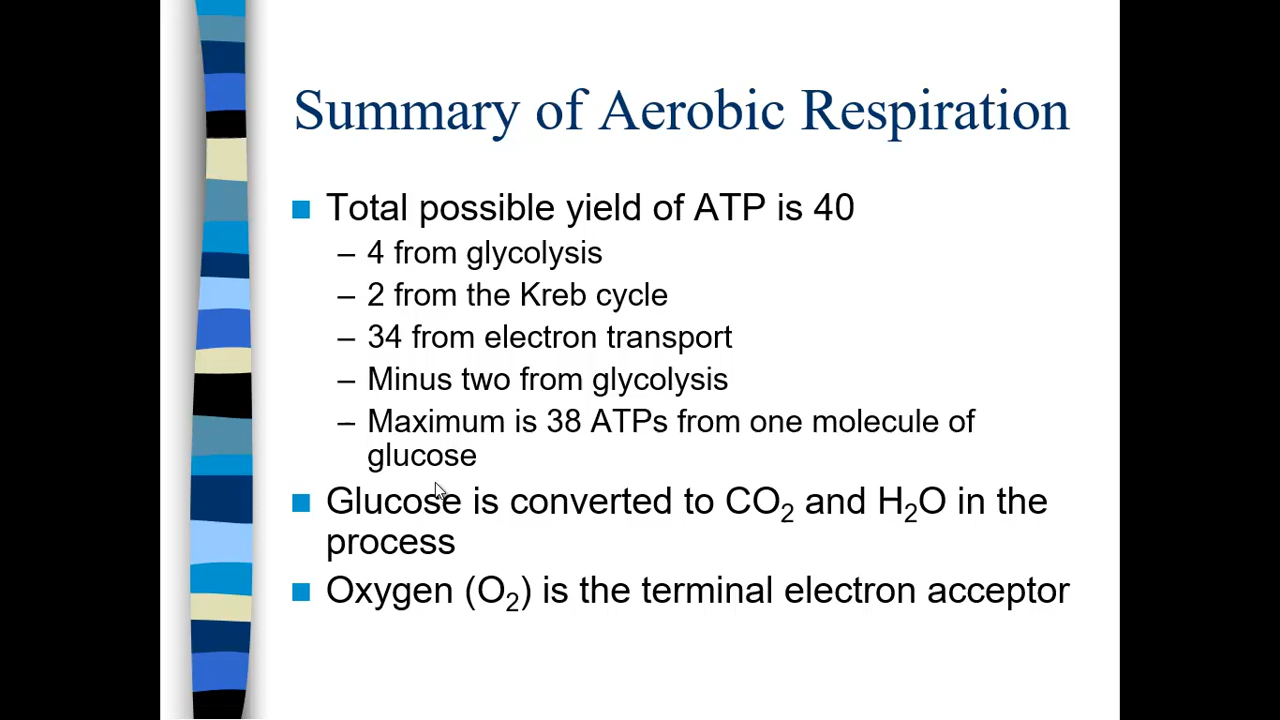 Summary of Aerobic Respiration
Total possible yield of ATP is 40
– 4 from glycolysis
– 2 from the Kreb cycle
– 34 from electron transport
– Minus two from glycolysis
– Maximum is 38 ATPs from one molecule of
glucose
Glucose is converted to CO₂ and H₂O in the
process
Oxygen (O₂) is the terminal electron acceptor